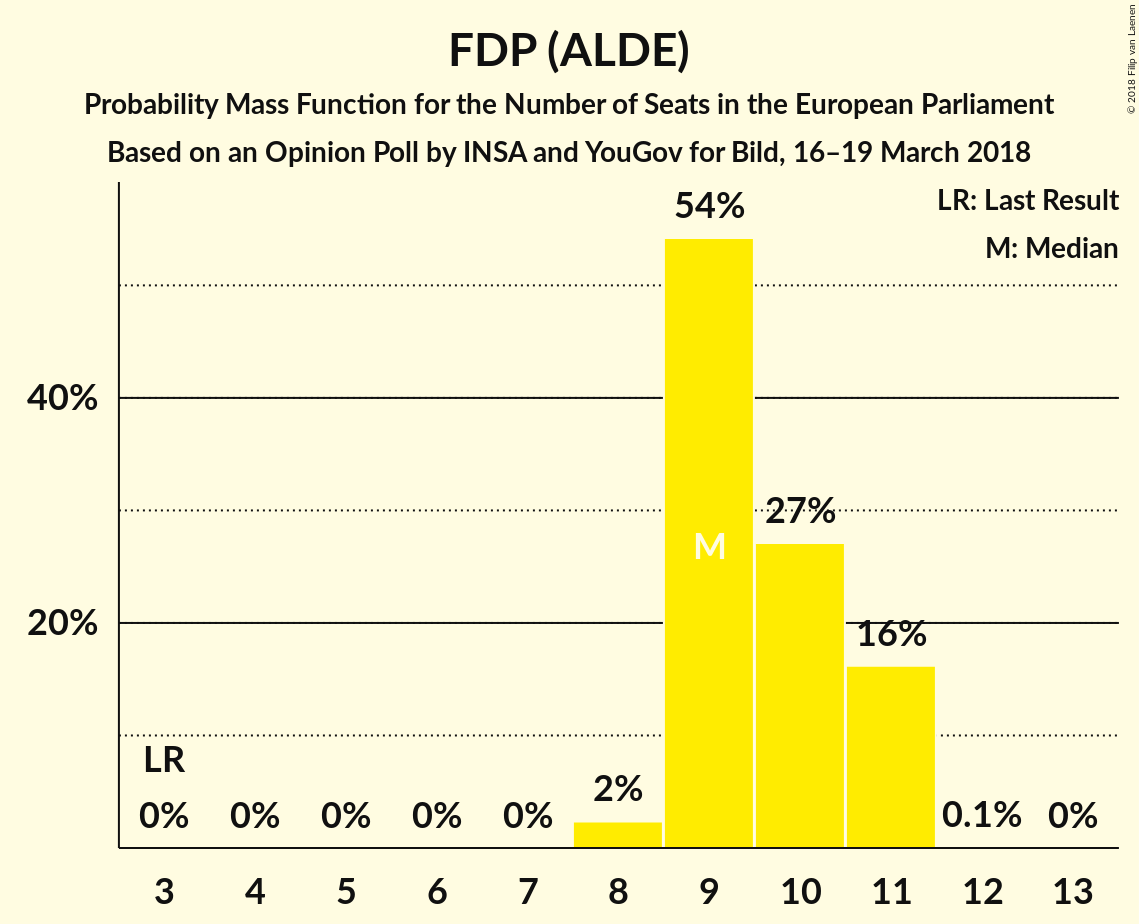 FDP (ALDE)
Probability Mass Function for the Number of Seats in the European Parliament
Based on an Opinion Poll by INSA and YouGov for Bild, 16–19 March 2018
© 2018 Filip van Laenen
LR: Last Result
M: Median
54%
40%
27%
M
20%
16%
LR
2%
0% 0% 0% 0% 0% 0.1% 0%
3 4 5 6 7 8 9 10 11 12 13